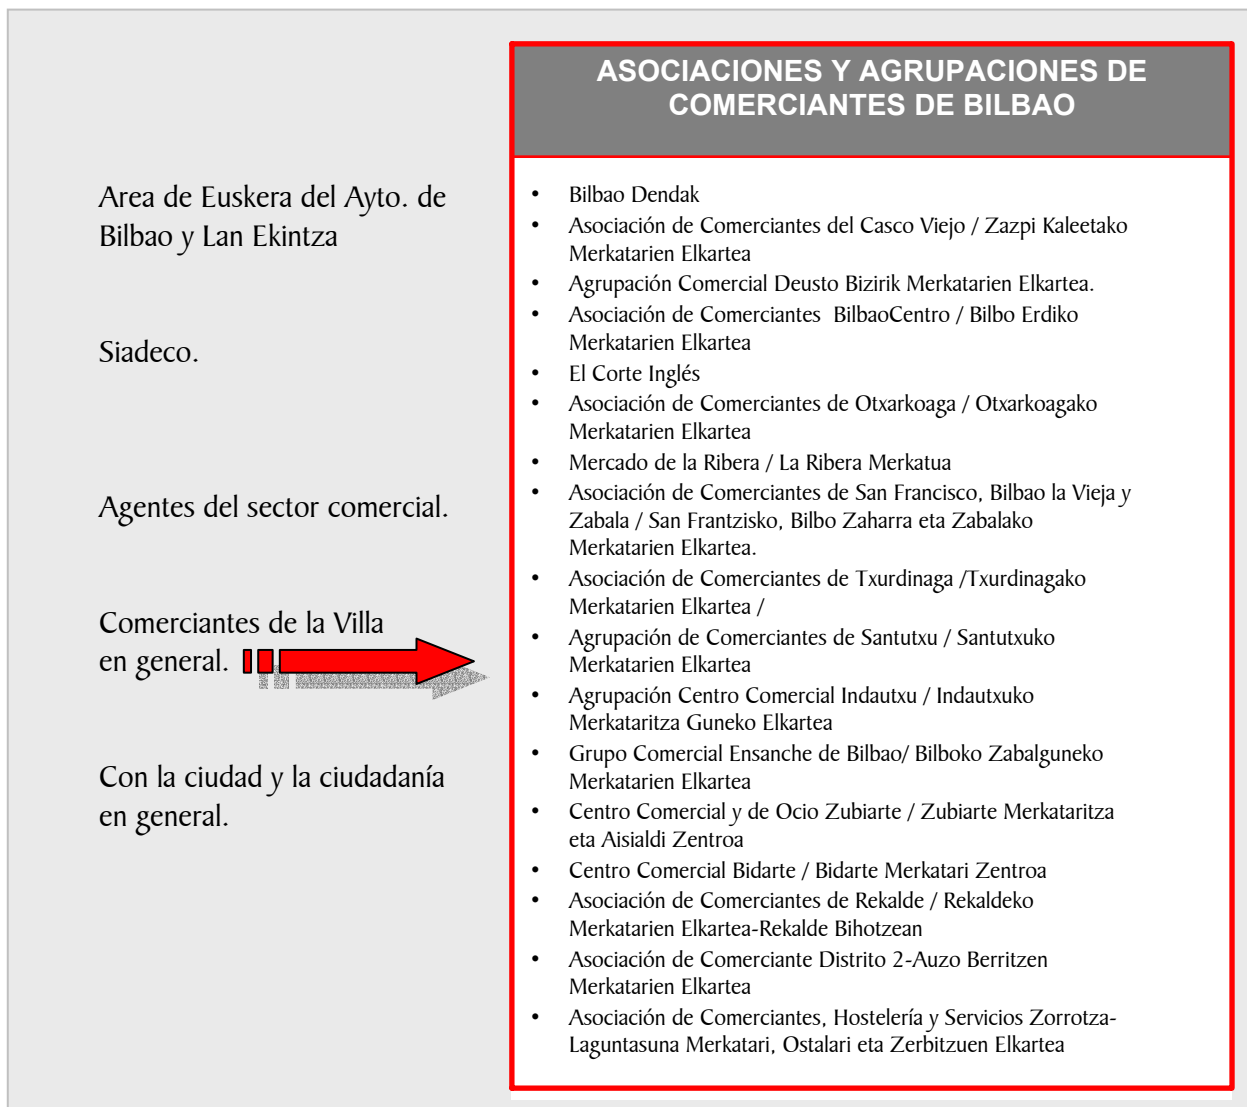 Area de Euskera del Ayto. de
Bilbao y Lan Ekintza
Siadeco.
Agentes del sector comercial.
Comerciantes de la Villa
en general.
Con la ciudad y la ciudadanía
en general.
ASOCIACIONES Y AGRUPACIONES DE
COMERCIANTES DE BILBAO
• Bilbao Dendak
• Asociación de Comerciantes del Casco Viejo / Zazpi Kaleetako
Merkatarien Elkartea
• Agrupación Comercial Deusto Bizirik Merkatarien Elkartea.
• Asociación de Comerciantes BilbaoCentro / Bilbo Erdiko
Merkatarien Elkartea
• El Corte Inglés
• Asociación de Comerciantes de Otxarkoaga / Otxarkoagako
Merkatarien Elkartea
• Mercado de la Ribera / La Ribera Merkatua
• Asociación de Comerciantes de San Francisco, Bilbao la Vieja y
Zabala / San Frantzisko, Bilbo Zaharra eta Zabalako
Merkatarien Elkartea.
• Asociación de Comerciantes de Txurdinaga /Txurdinagako
Merkatarien Elkartea /
• Agrupación de Comerciantes de Santutxu / Santutxuko
Merkatarien Elkartea
• Agrupación Centro Comercial Indautxu / Indautxuko
Merkataritza Guneko Elkartea
• Grupo Comercial Ensanche de Bilbao/ Bilboko Zabalguneko
Merkatarien Elkartea
• Centro Comercial y de Ocio Zubiarte / Zubiarte Merkataritza
eta Aisialdi Zentroa
• Centro Comercial Bidarte / Bidarte Merkatari Zentroa
• Asociación de Comerciantes de Rekalde / Rekaldeko
Merkatarien Elkartea-Rekalde Bihotzean
• Asociación de Comerciante Distrito 2-Auzo Berritzen
Merkatarien Elkartea
• Asociación de Comerciantes, Hostelería y Servicios Zorrotza-
Laguntasuna Merkatari, Ostalari eta Zerbitzuen Elkartea